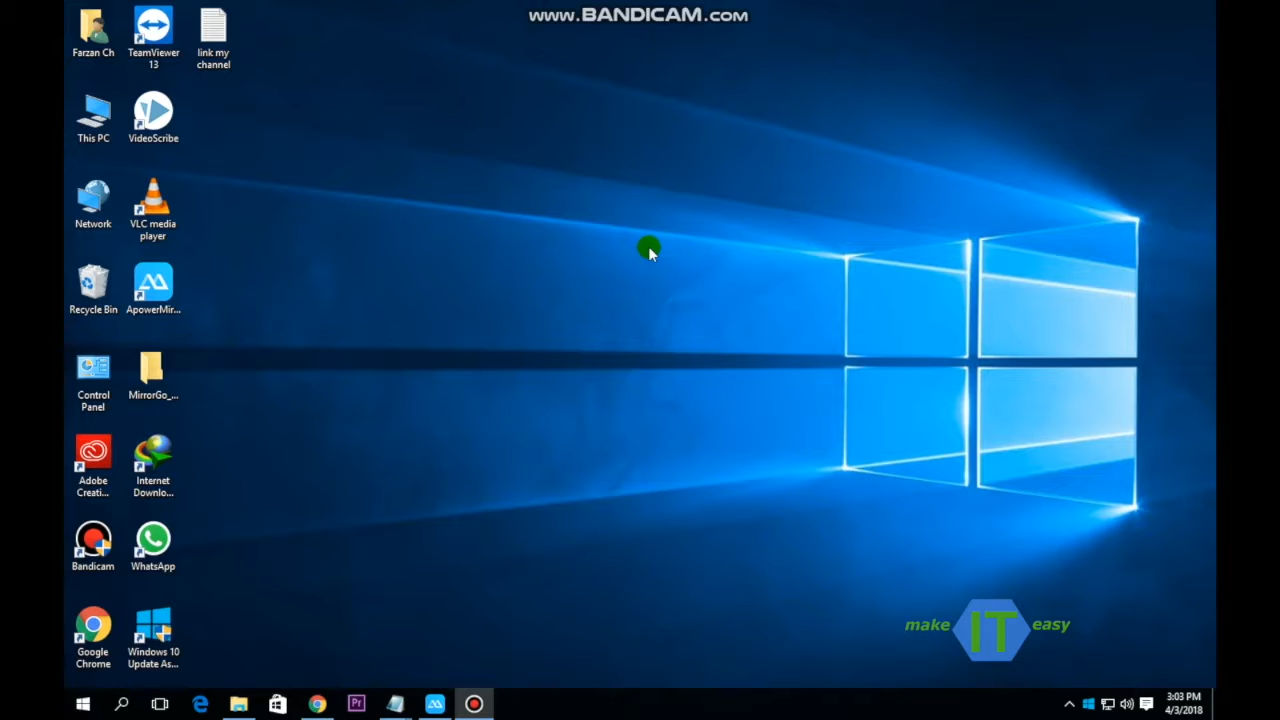 www.BANDICAM.com
Farzan Ch
TeamViewer
13
link my
channel
This PC
VideoScribe
Network
VLC media
player
Recycle Bin
ApowerMir...
Control
Panel
MirrorGo_...
Adobe
Creati...
Internet
Downlo...
Bandicam
WhatsApp
Google
Chrome
Windows 10
Update As...
make IT easy
Pr
3:03 PM
4/3/2018